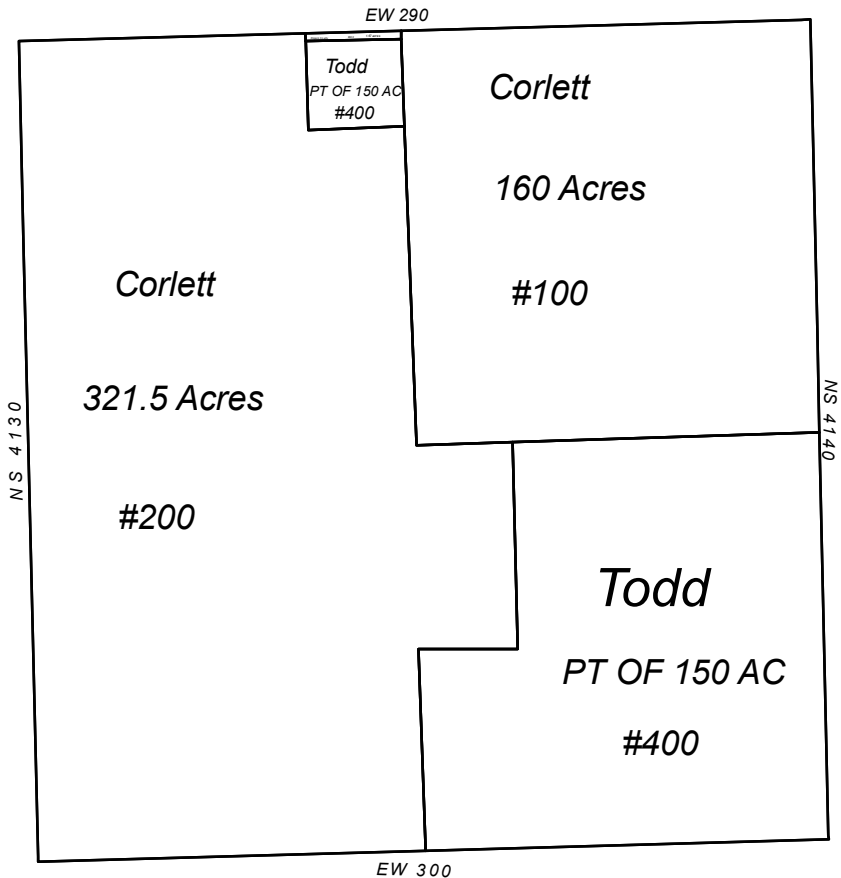 EW 290
Todd
PT OF 150 AC
#400
Corlett
160 Acres
#100
Corlett
321.5 Acres
#200
NS 4130
NS 4140
Todd
PT OF 150 AC
#400
EW 300